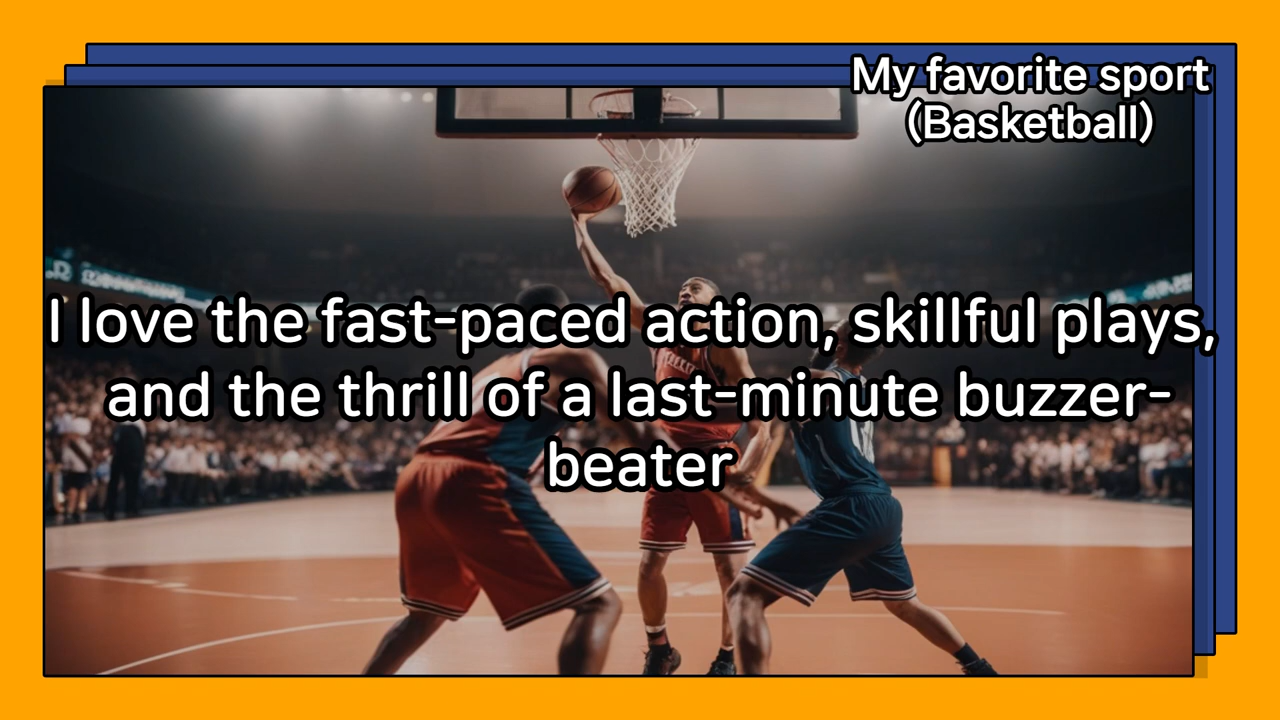 My favorite sport
(Basketball)
I love the fast-paced action, skillful plays,
and the thrill of a last-minute buzzer-
beater